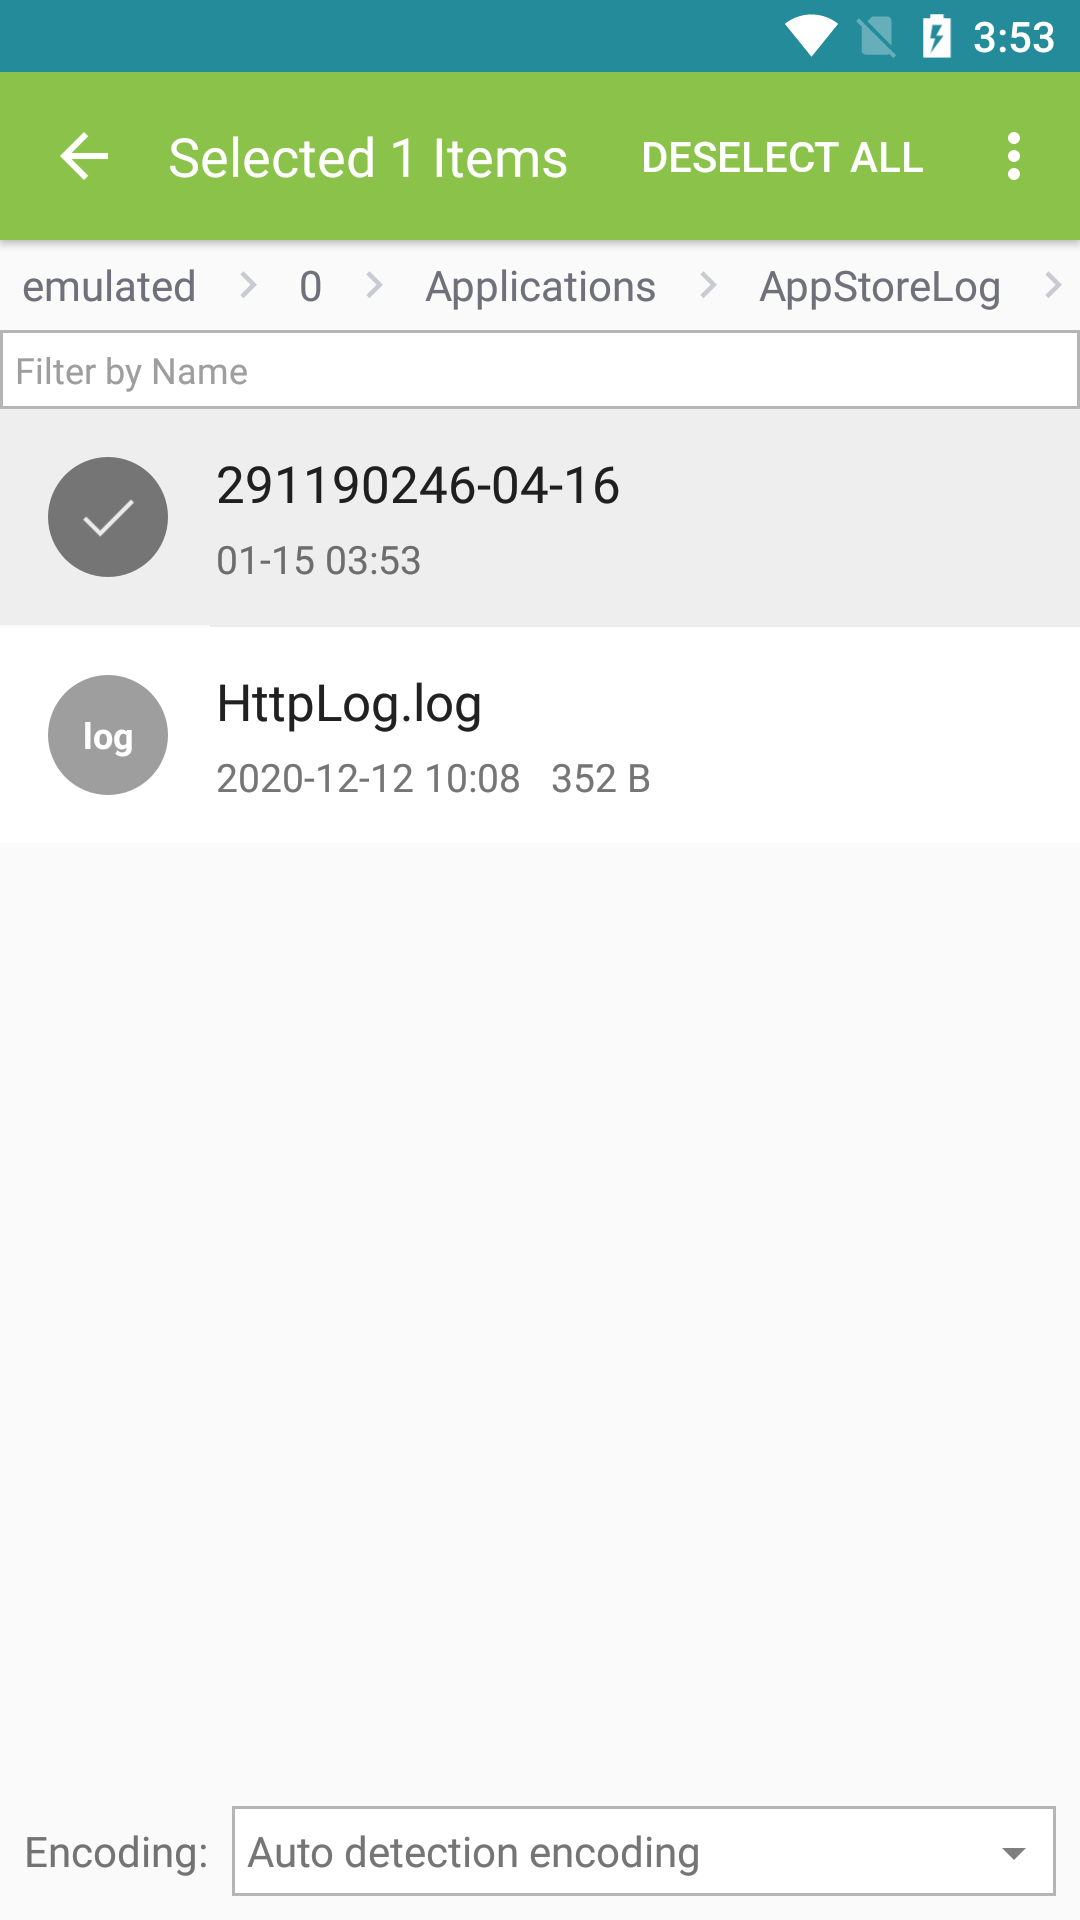 3:53
Selected 1 Items DESELECT ALL
emulated 0 Applications AppStoreLog
Filter by Name
291190246-04-16
01-15 03:53
log HttpLog.log
2020-12-12 10:08 352 B
Encoding: Auto detection encoding